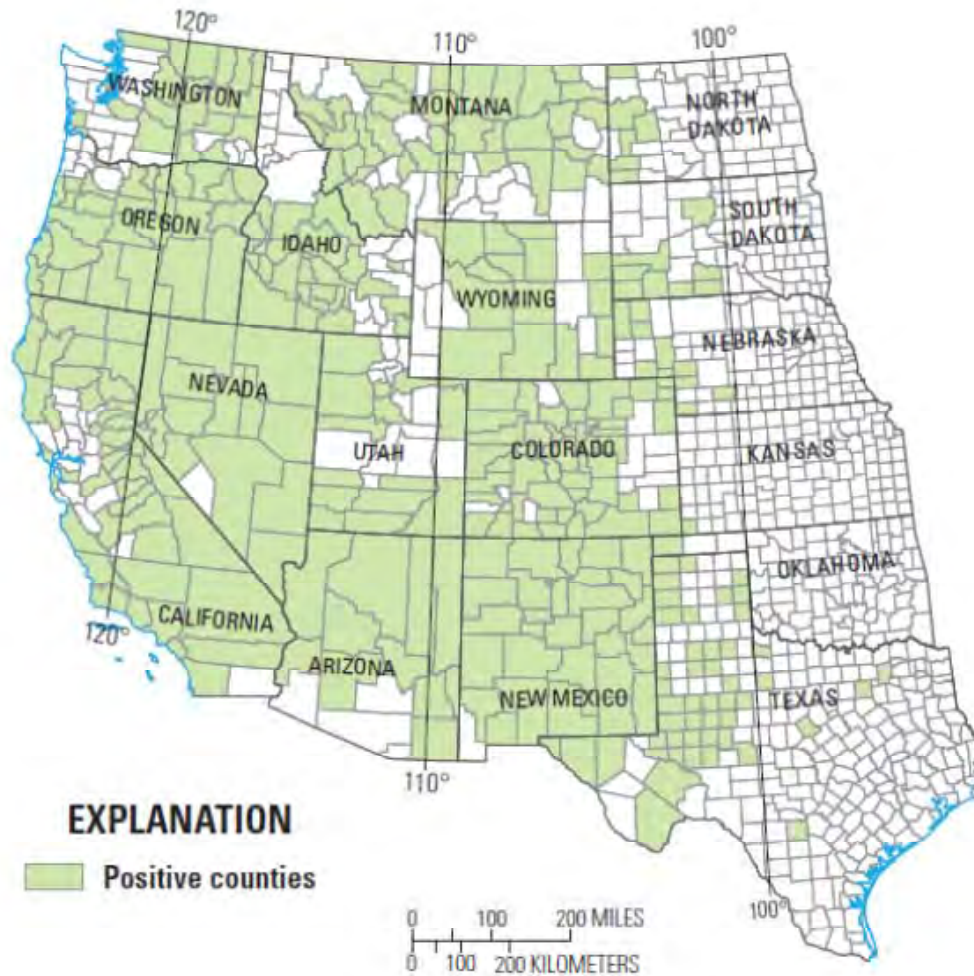 120°
110°
100°
WASHINGTON
MONTANA
NORTH
DAKOTA
OREGON
IDAHO
SOUTH
DAKOTA
WYOMING
NEBRASKA
NEVADA
UTAH
COLORADO
KANSAS
OKLAHOMA
CALIFORNIA
120°
ARIZONA
NEW MEXICO
TEXAS
110°
100°
EXPLANATION
Positive counties
0 100 200 MILES
0 100 200 KILOMETERS